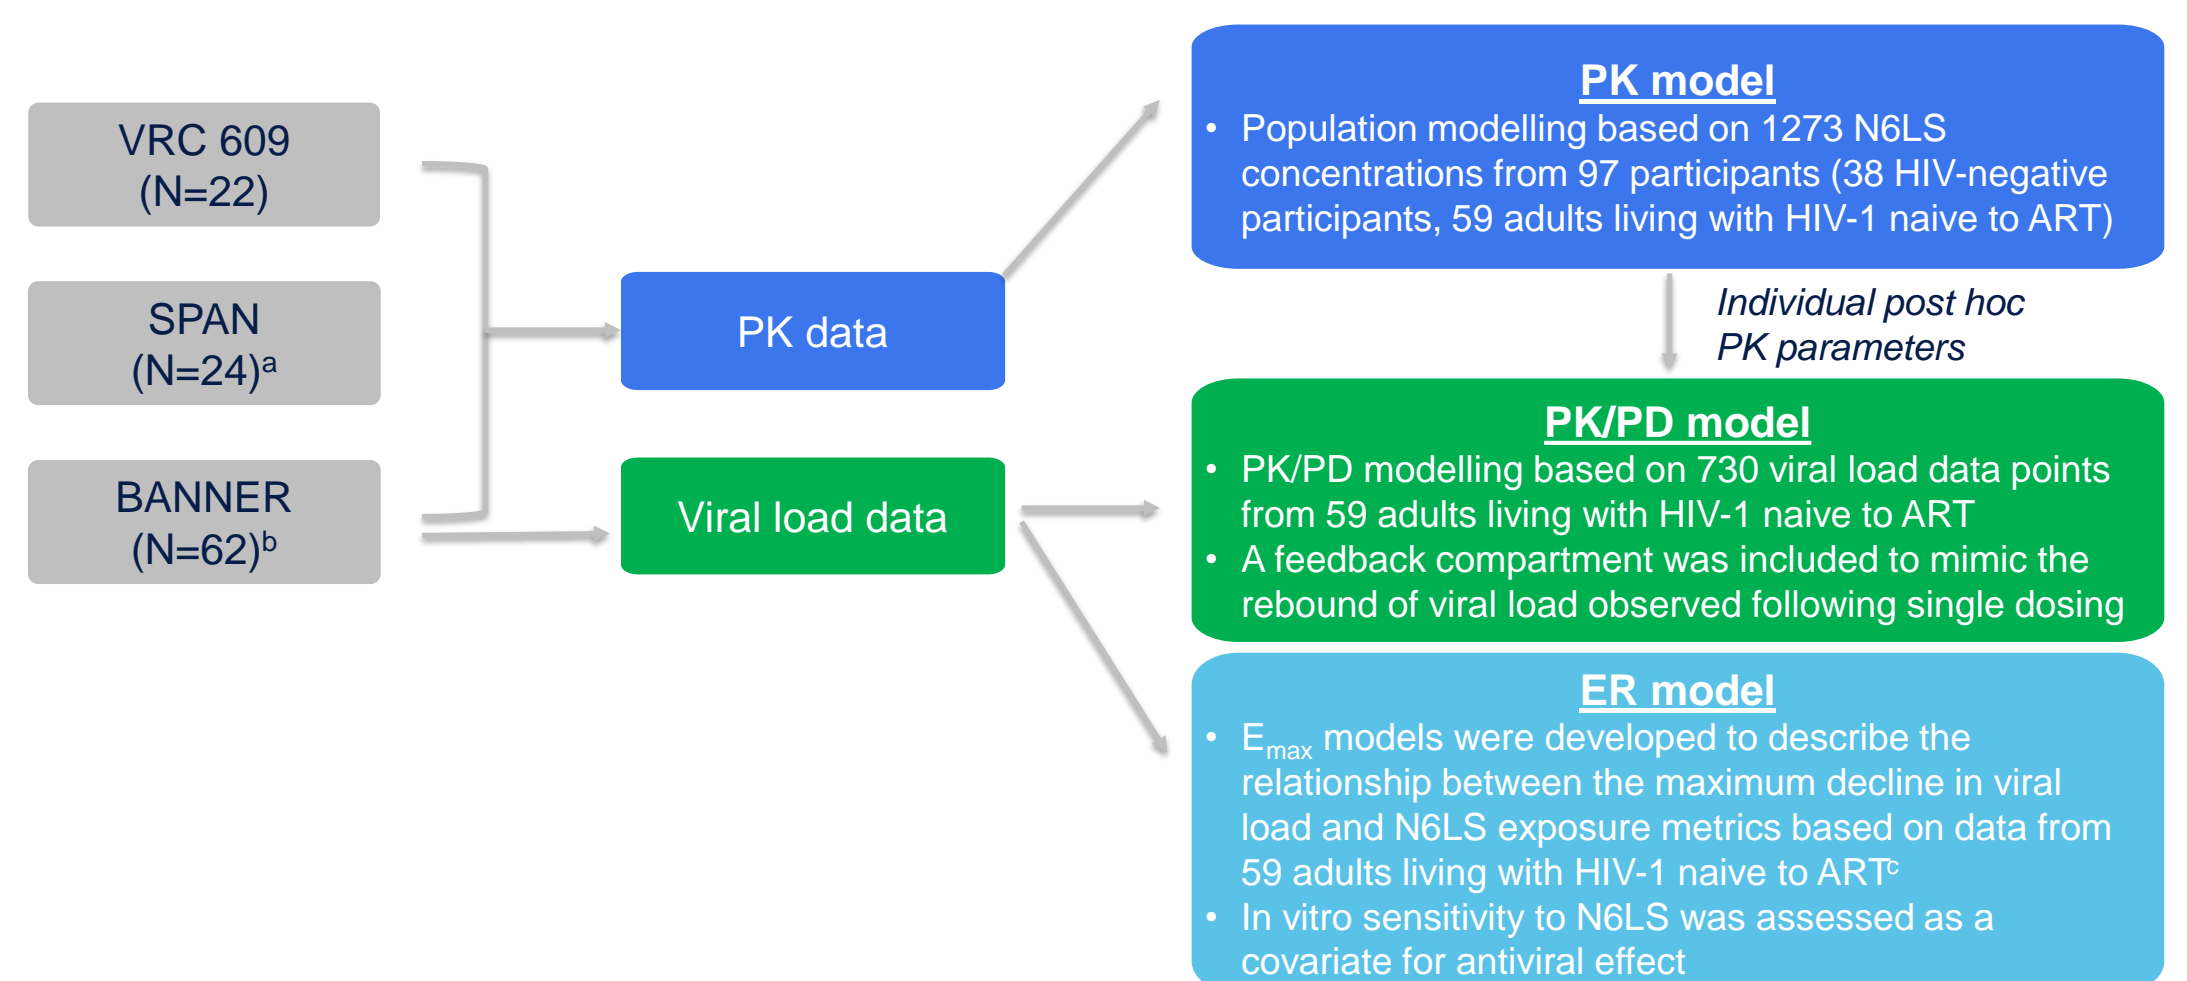 VRC 609
(N=22)
SPAN
(N=24)a
BANNER
(N=62)b
PK data
Viral load data
PK model
• Population modelling based on 1273 N6LS
concentrations from 97 participants (38 HIV-negative
participants, 59 adults living with HIV-1 naive to ART)
Individual post hoc
PK parameters
PK/PD model
• PK/PD modelling based on 730 viral load data points
from 59 adults living with HIV-1 naive to ART
• A feedback compartment was included to mimic the
rebound of viral load observed following single dosing
ER model
• Emax models were developed to describe the
relationship between the maximum decline in viral
load and N6LS exposure metrics based on data from
59 adults living with HIV-1 naive to ARTc
• In vitro sensitivity to N6LS was assessed as a
covariate for antiviral effect